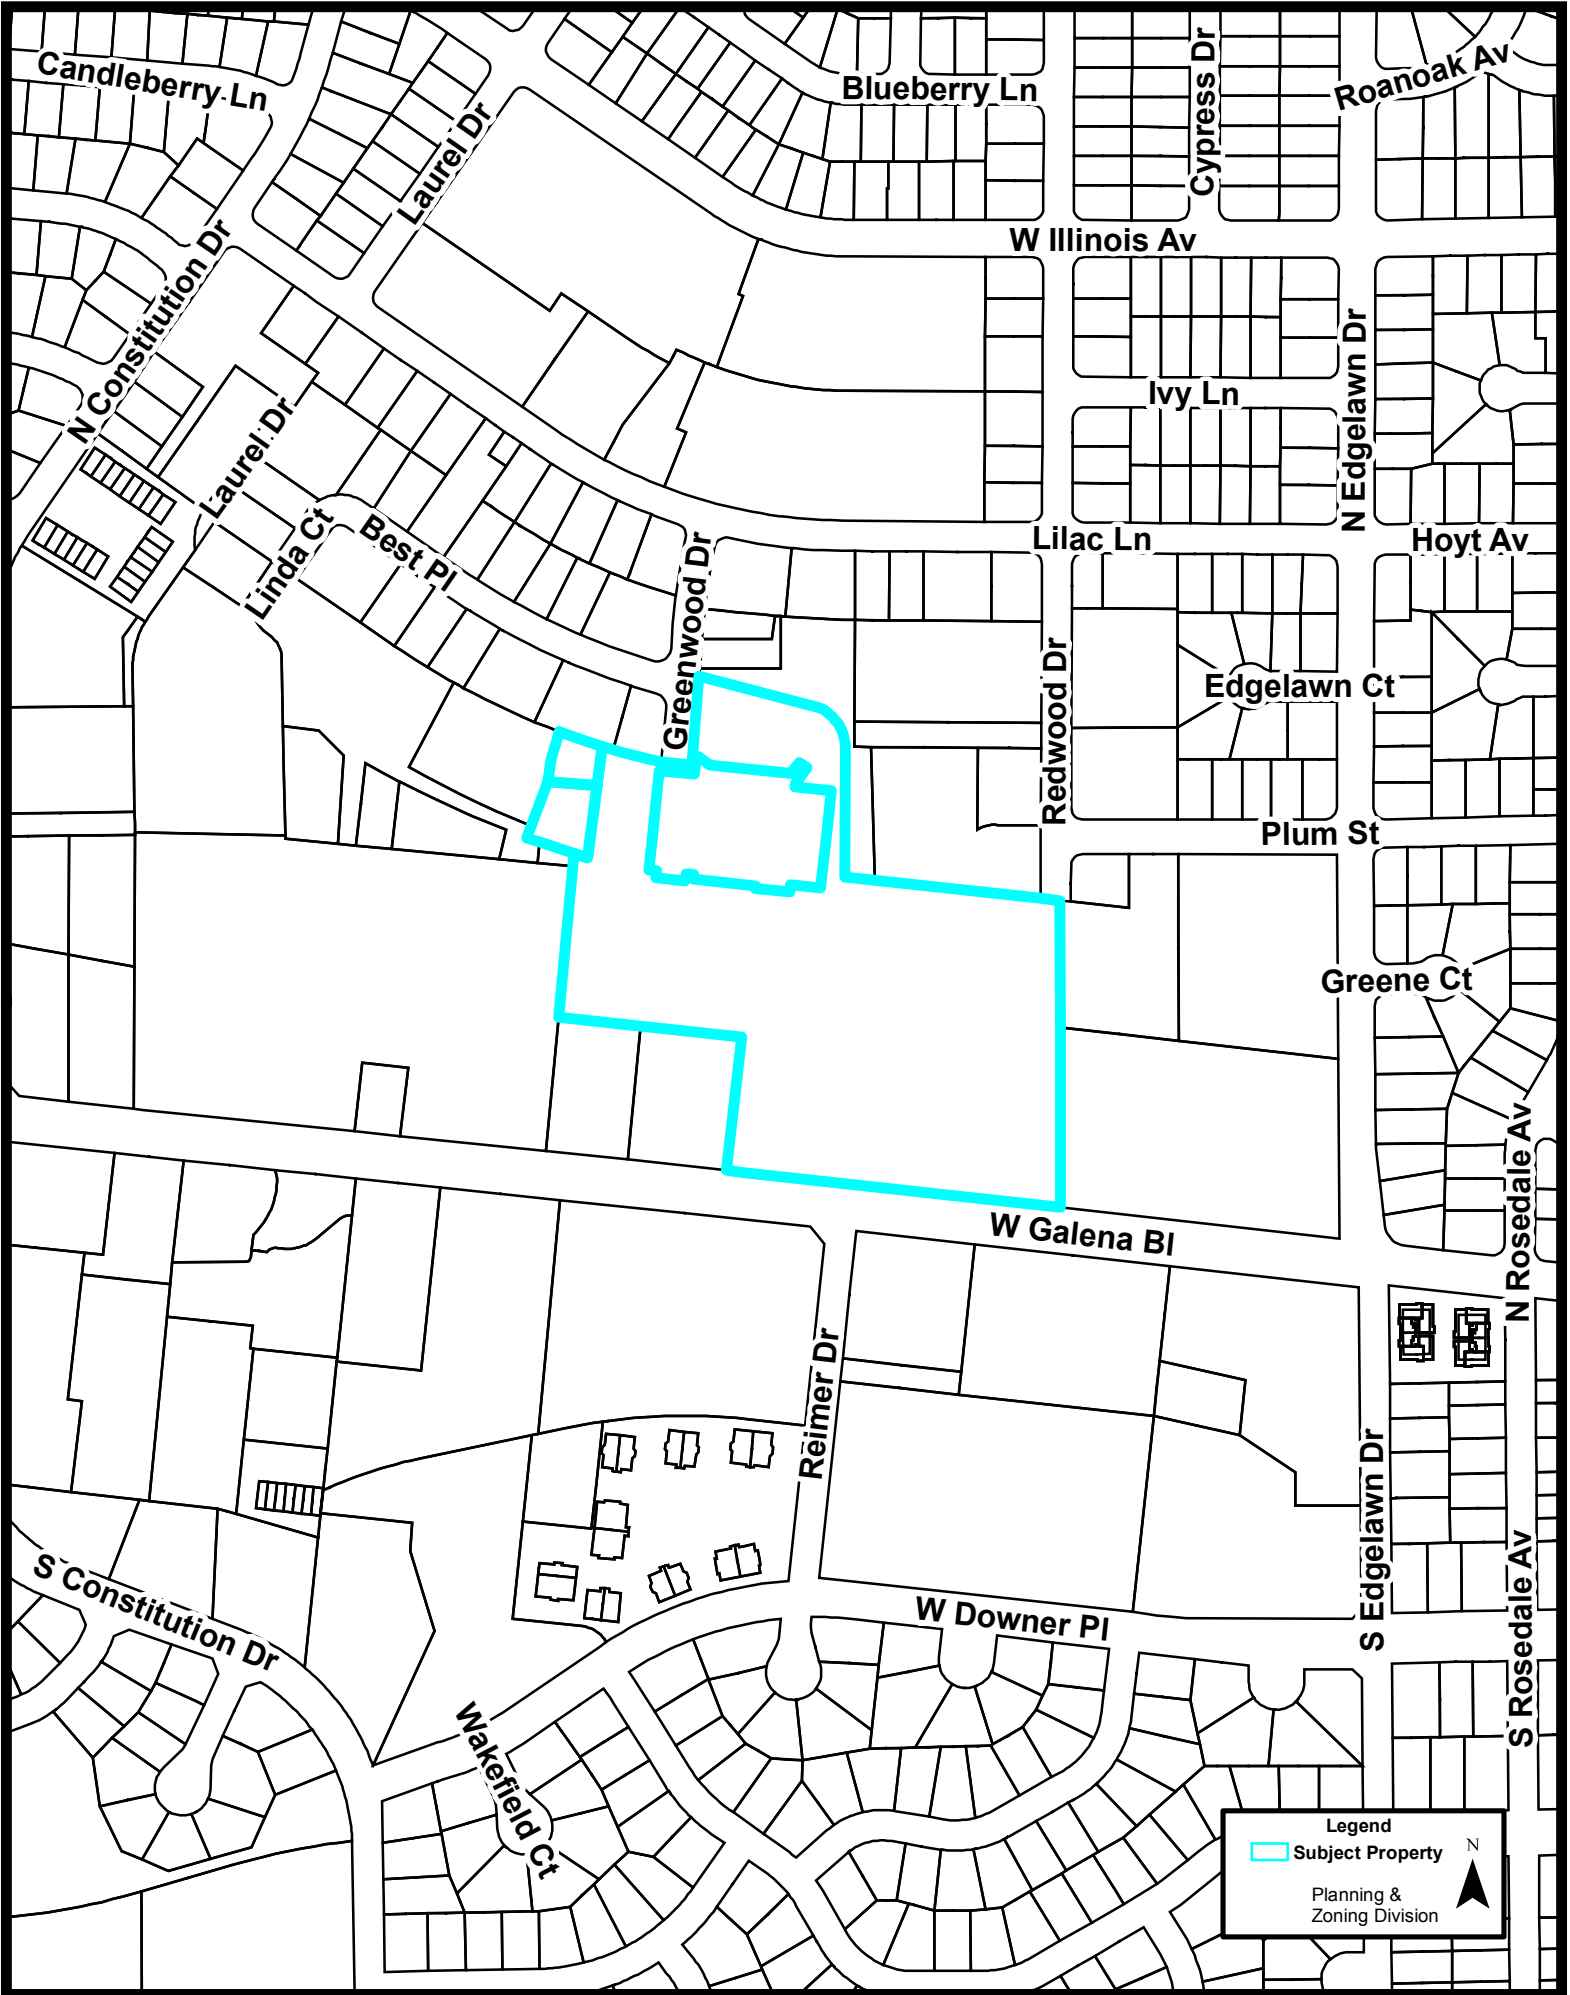 Candleberry Ln
Blueberry Ln
Cypress Dr
Roanoak Av
Laurel Dr
W Illinois Av
N Constitution Dr
Ivy Ln
N Edgelawn Dr
Laurel Dr
Linda Ct
Best Pl
Greenwood Dr
Lilac Ln
Hoyt Av
Redwood Dr
Edgelawn Ct
Plum St
Greene Ct
N Rosedale Av
W Galena Bl
Reimer Dr
S Edgelawn Dr
S Rosedale Av
S Constitution Dr
W Downer Pl
Wakefield Ct
Legend
Subject Property
N
Planning &
Zoning Division